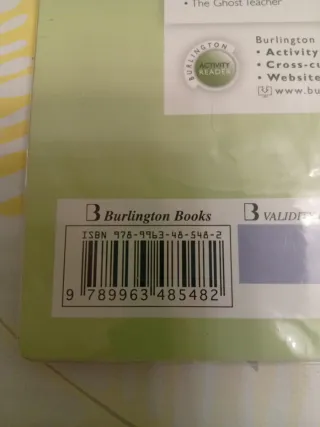 • The Ghost Teacher
Burlington
BURLINGTON
ACTIVITY
READER
• Activity
• Cross-cu
• Website
www.bu
B Burlington Books
B VALIDI
ISBN 978-9963-48-548-2
9 789963 485482